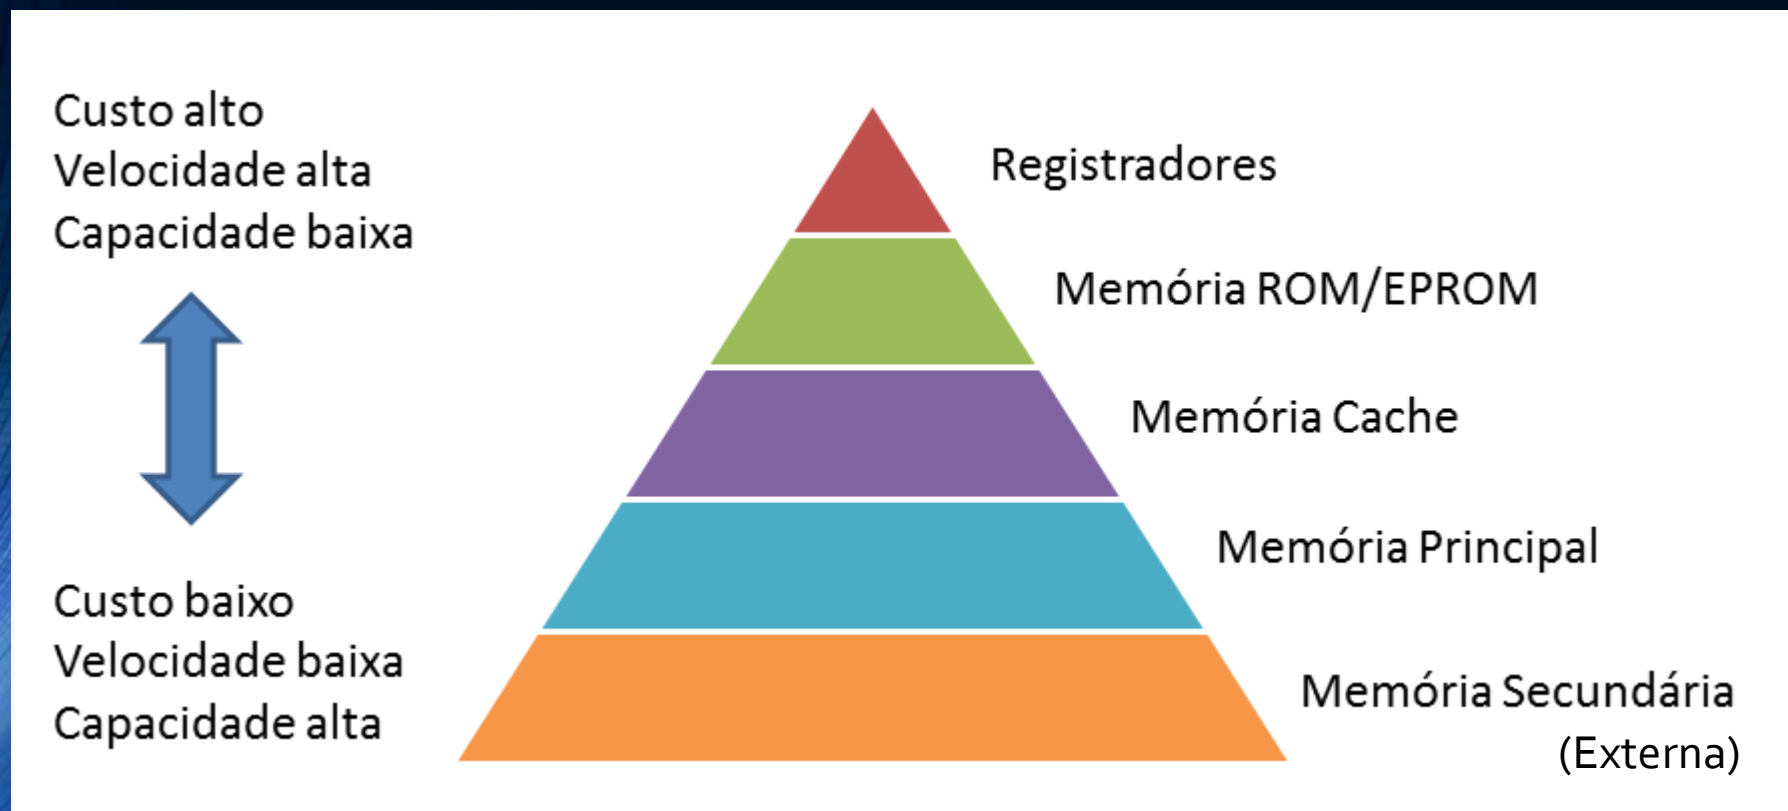 Custo alto
Velocidade alta
Capacidade baixa
Registradores
Memória ROM/EPROM
Memória Cache
Memória Principal
Custo baixo
Velocidade baixa
Capacidade alta
Memória Secundária
(Externa)